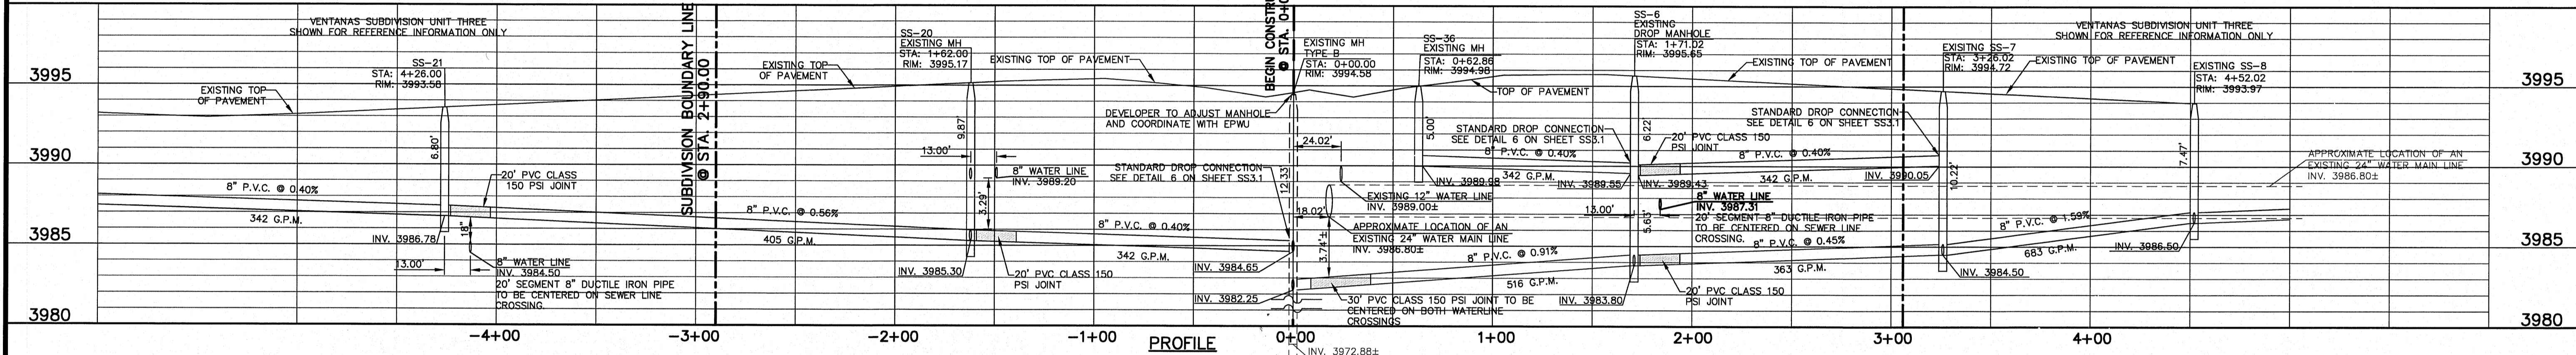 VENTANAS SUBDIVISION UNIT THREE
SHOWN FOR REFERENCE INFORMATION ONLY
3995
3990
3985
3980
EXISTING TOP
OF PAVEMENT
SS-21
STA: 4+26.00
RIM: 3993.58
6.80'
8" P.V.C. @ 0.40%
342 G.P.M.
INV. 3986.78
13.00'
18"
20' PVC CLASS
150 PSI JOINT
8" WATER LINE
INV. 3984.50
20' SEGMENT 8" DUCTILE IRON PIPE
TO BE CENTERED ON SEWER LINE
CROSSING.
SUBDIVISION BOUNDARY LINE
@ STA. 2+90.00
EXISTING TOP
OF PAVEMENT
8" P.V.C. @ 0.56%
405 G.P.M.
SS-20
EXISTING MH
STA: 1+62.00
RIM: 3995.17
9.87'
13.00'
8" WATER LINE
INV. 3989.20
3.29'
INV. 3985.30
20' PVC CLASS 150
PSI JOINT
EXISTING TOP OF PAVEMENT
DEVELOPER TO ADJUST MANHOLE
AND COORDINATE WITH EPWU
STANDARD DROP CONNECTION
SEE DETAIL 6 ON SHEET SS3.1
8" P.V.C. @ 0.40%
342 G.P.M.
INV. 3984.65
INV. 3982.25
BEGIN CONSTR
@ STA. 0+0
EXISTING MH
TYPE B
STA: 0+00.00
RIM: 3994.58
12.33'
24.02'
EXISTING 12" WATER LINE
INV. 3989.00±
18.02'
APPROXIMATE LOCATION OF AN
EXISTING 24" WATER MAIN LINE
INV. 3986.80±
3.74'±
30' PVC CLASS 150 PSI JOINT TO BE
CENTERED ON BOTH WATERLINE
CROSSINGS
INV. 3972.88±
SS-36
EXISTING MH
STA: 0+62.86
RIM: 3994.98
5.00'
TOP OF PAVEMENT
INV. 3989.98
STANDARD DROP CONNECTION
SEE DETAIL 6 ON SHEET SS3.1
8" P.V.C. @ 0.40%
342 G.P.M.
INV. 3989.55
8" P.V.C. @ 0.91%
516 G.P.M.
INV. 3983.80
SS-6
EXISTING
DROP MANHOLE
STA: 1+71.02
RIM: 3995.65
6.22
20' PVC CLASS 150
PSI JOINT
INV. 3989.43
13.00'
8" WATER LINE
INV. 3987.31
20' SEGMENT 8" DUCTILE IRON PIPE
TO BE CENTERED ON SEWER LINE
CROSSING.
8" P.V.C. @ 0.45%
363 G.P.M.
20' PVC CLASS 150
PSI JOINT
EXISTING TOP OF PAVEMENT
STANDARD DROP CONNECTION
SEE DETAIL 6 ON SHEET SS3.1
8" P.V.C. @ 0.40%
342 G.P.M.
INV. 3990.05
EXISITNG SS-7
STA: 3+26.02
RIM: 3994.72
10.22'
INV. 3984.50
VENTANAS SUBDIVISION UNIT THREE
SHOWN FOR REFERENCE INFORMATION ONLY
EXISTING TOP OF PAVEMENT
8" P.V.C. @ 1.59%
683 G.P.M.
EXISTING SS-8
STA: 4+52.02
RIM: 3993.97
7.47'
INV. 3986.50
APPROXIMATE LOCATION OF AN
EXISTING 24" WATER MAIN LINE
INV. 3986.80±
3995
3990
3985
3980
-4+00
-3+00
-2+00
-1+00
0+00
1+00
2+00
3+00
4+00
PROFILE